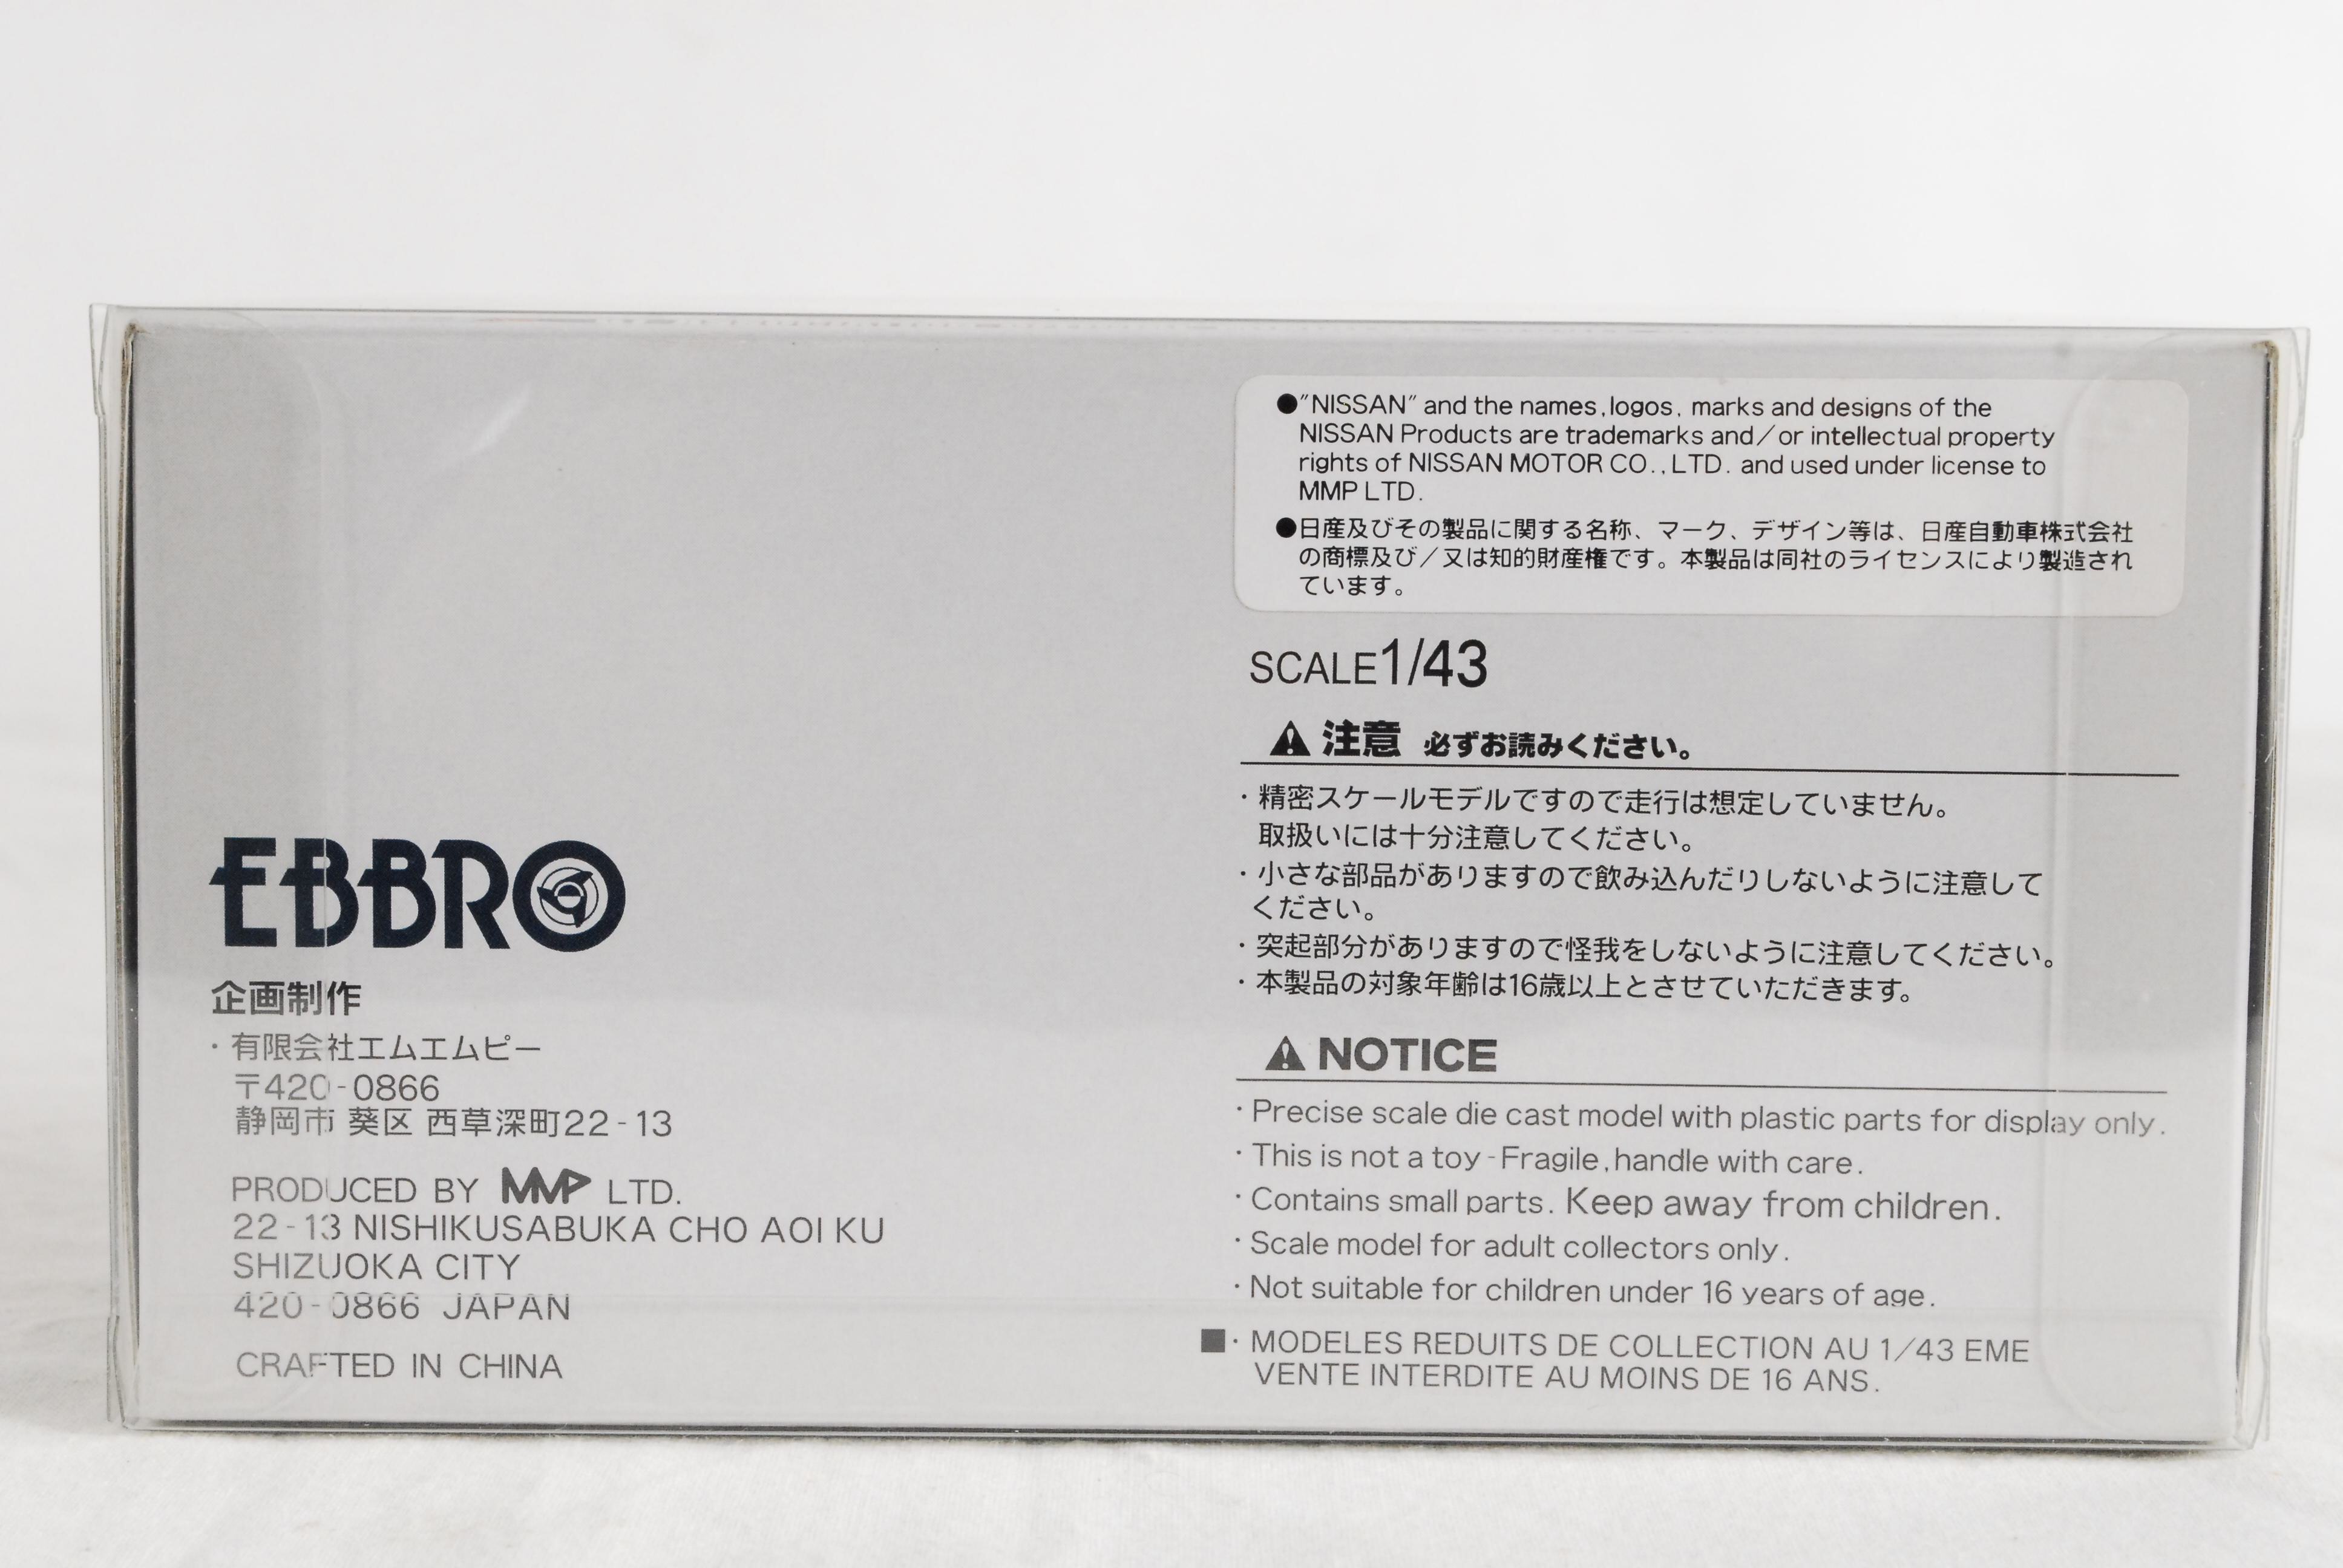 ●"NISSAN" and the names,logos, marks and designs of the
NISSAN Products are trademarks and/or intellectual property
rights of NISSAN MOTOR CO.,LTD. and used under license to
MMP LTD.
●日産及びその製品に関する名称、マーク、デザイン等は、日産自動車株式会社
の商標及び/又は知的財産権です。本製品は同社のライセンスにより製造され
ています。
SCALE1/43
注意 必ずお読みください。
・精密スケールモデルですので走行は想定していません。
取扱いには十分注意してください。
・小さな部品がありますので飲み込んだりしないように注意して
ください。
・突起部分がありますので怪我をしないように注意してください。
・本製品の対象年齢は16歳以上とさせていただきます。
NOTICE
・Precise scale die cast model with plastic parts for display only.
・This is not a toy-Fragile,handle with care.
・Contains small parts. Keep away from children.
・Scale model for adult collectors only.
・Not suitable for children under 16 years of age.
■・MODELES REDUITS DE COLLECTION AU 1/43 EME
VENTE INTERDITE AU MOINS DE 16 ANS.
EBBRO
企画制作
・有限会社エムエムピー
〒420-0866
静岡市 葵区 西草深町22-13
PRODUCED BY MMP LTD.
22-13 NISHIKUSABUKA CHO AOI KU
SHIZUOKA CITY
420-0866 JAPAN
CRAFTED IN CHINA